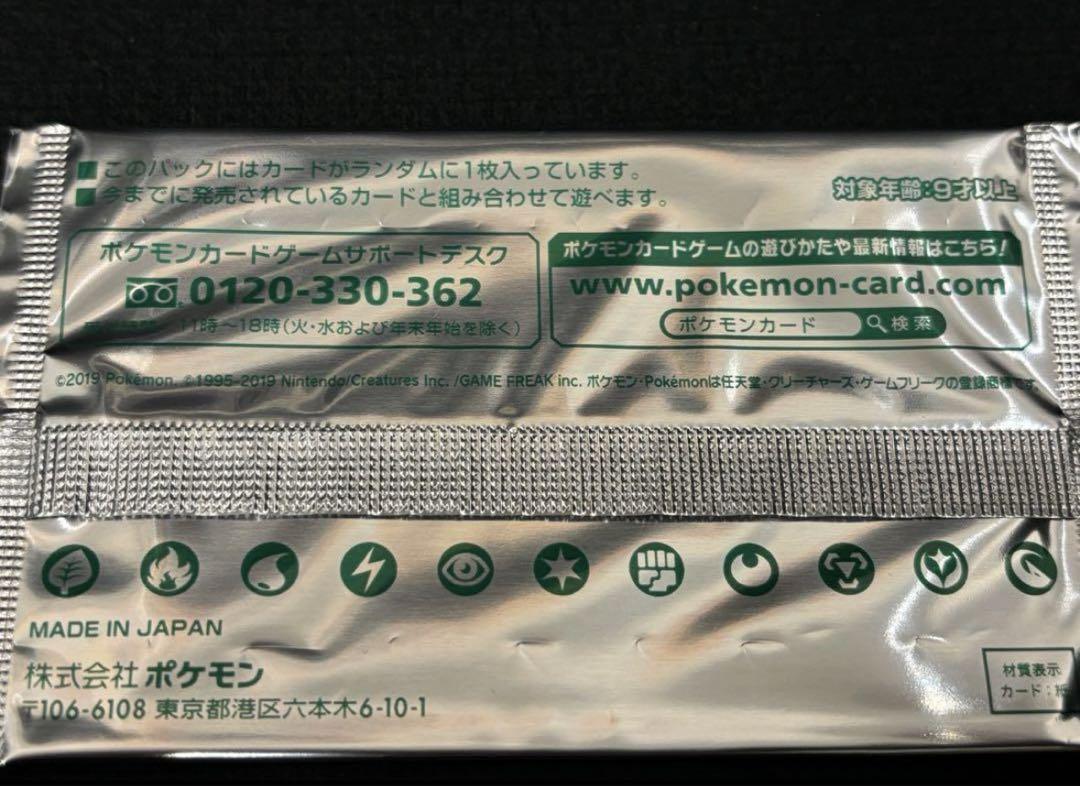 ■このパックにはカードがランダムに1枚入っています。
■今までに発売されているカードと組み合わせて遊べます。
対象年齢:9才以上
ポケモンカードゲームサポートデスク
0120-330-362
11時～18時(火・水および年末年始を除く)
ポケモンカードゲームの遊びかたや最新情報はこちら!
www.pokemon-card.com
ポケモンカード 検索
©2019 Pokémon. ©1995-2019 Nintendo/Creatures Inc. /GAME FREAK inc. ポケモン・Pokémonは任天堂・クリーチャーズ・ゲームフリークの登録商標です。
MADE IN JAPAN
株式会社 ポケモン
〒106-6108 東京都港区六本木6-10-1
材質表示
カード:紙